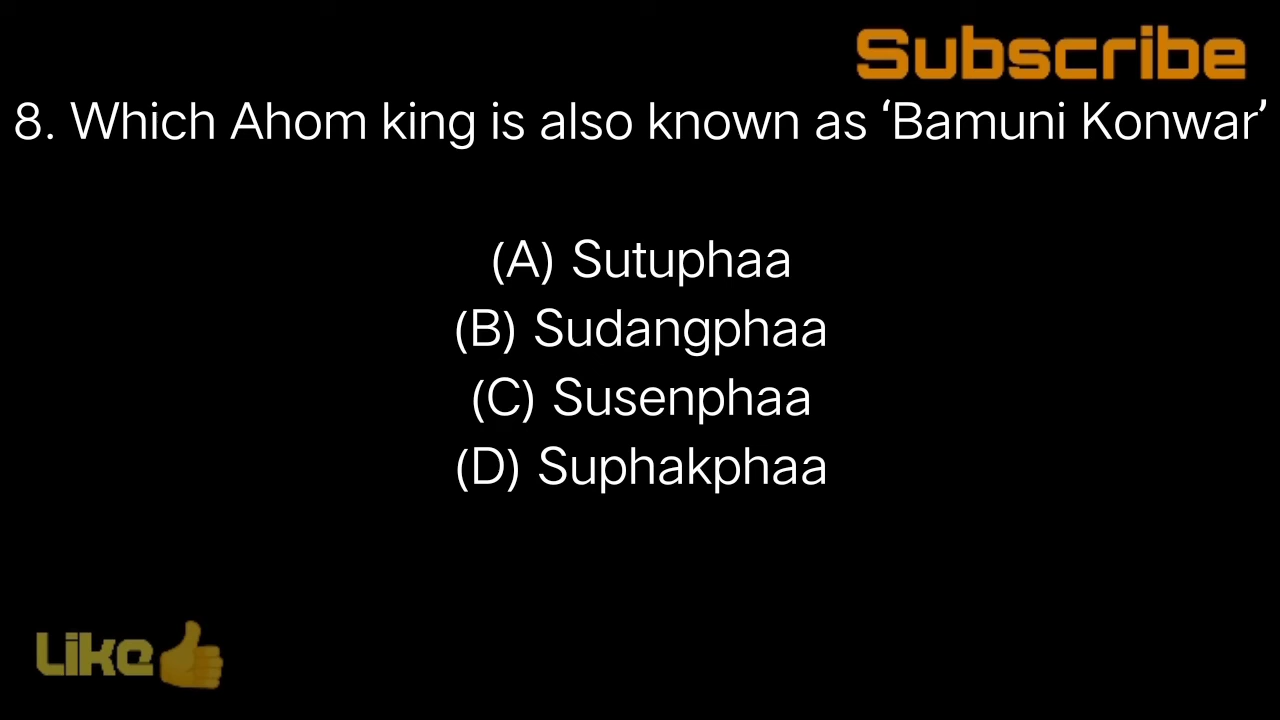 Subscribe
8. Which Ahom king is also known as ‘Bamuni Konwar’
(A) Sutuphaa
(B) Sudangphaa
(C) Susenphaa
(D) Suphakphaa
Like